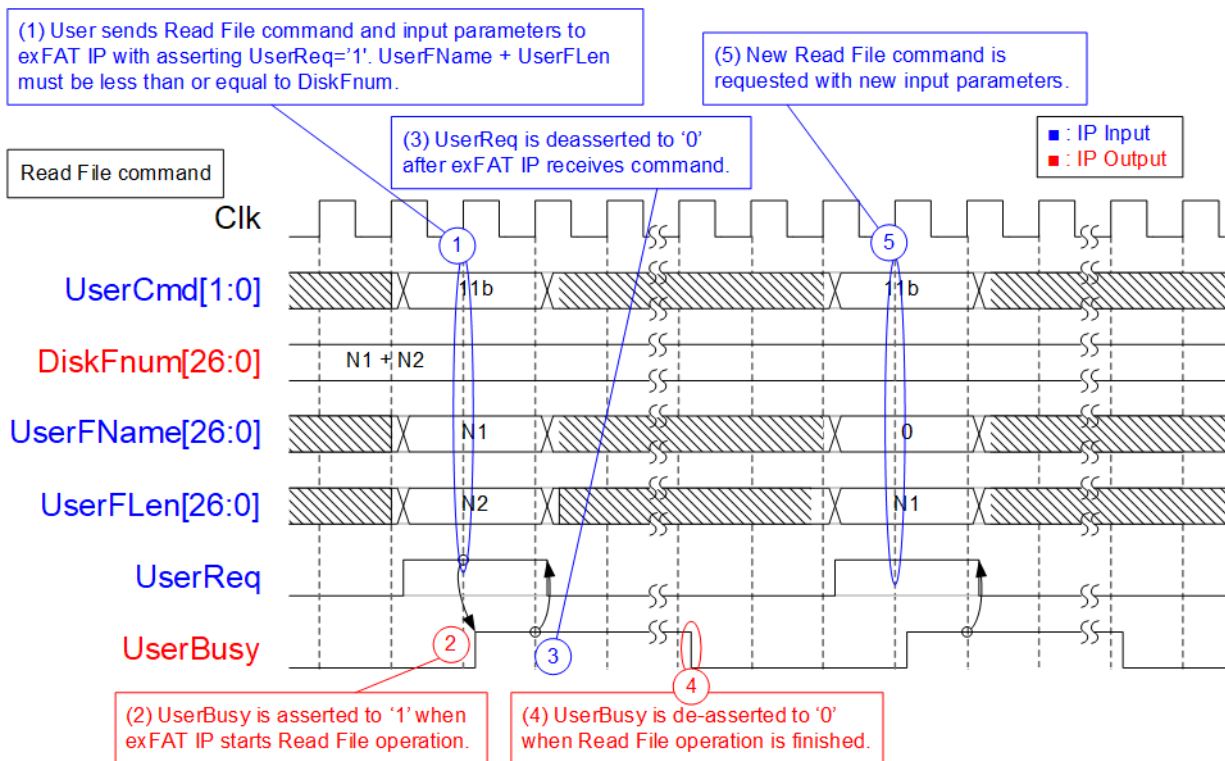 (1) User sends Read File command and input parameters to
exFAT IP with asserting UserReq='1'. UserFName + UserFLen
must be less than or equal to DiskFnum.
(5) New Read File command is
requested with new input parameters.
(3) UserReq is deasserted to ‘0’
after exFAT IP receives command.
■ : IP Input
■ : IP Output
Read File command
Clk
1
5
UserCmd[1:0]
11b
11b
DiskFnum[26:0]
N1 + N2
UserFName[26:0]
N1
0
UserFLen[26:0]
N2
N1
UserReq
UserBusy
2
3
4
(2) UserBusy is asserted to ‘1’ when
exFAT IP starts Read File operation.
(4) UserBusy is de-asserted to ‘0’
when Read File operation is finished.